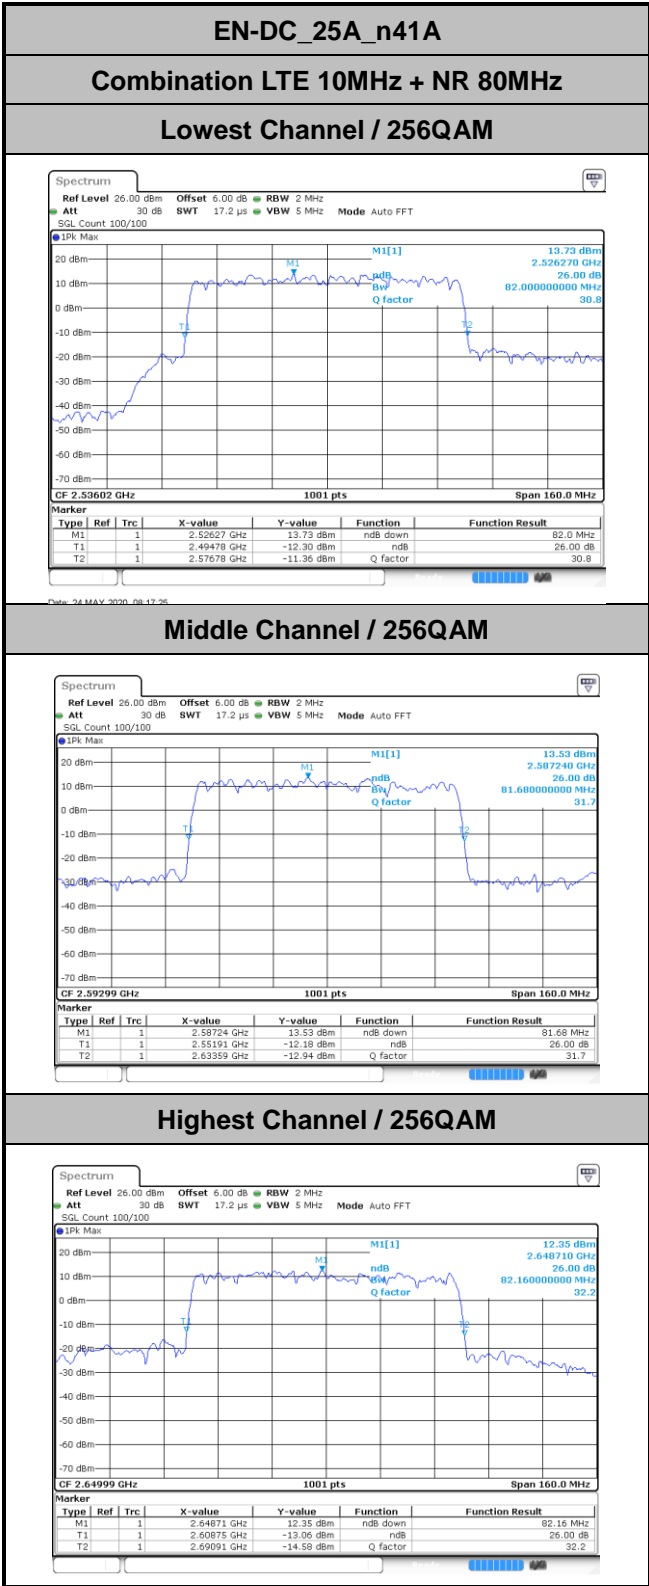 EN-DC_25A_n41A
Combination LTE 10MHz + NR 80MHz
Lowest Channel / 256QAM
Spectrum
Ref Level 26.00 dBm Offset 6.00 dB RBW 2 MHz
Att 30 dB SWT 17.2 µs VBW 5 MHz Mode Auto FFT
SGL Count 100/100
1Pk Max
M1[1] 13.73 dBm
2.526270 GHz
ndB 26.00 dB
Bw 82.000000000 MHz
Q factor 30.8
M1
T1
T2
20 dBm
10 dBm
0 dBm
-10 dBm
-20 dBm
-30 dBm
-40 dBm
-50 dBm
-60 dBm
-70 dBm
CF 2.53602 GHz 1001 pts Span 160.0 MHz
Marker
Type Ref Trc X-value Y-value Function Function Result
M1 1 2.52627 GHz 13.73 dBm ndB down 82.0 MHz
T1 1 2.49478 GHz -12.30 dBm ndB 26.00 dB
T2 1 2.57678 GHz -11.36 dBm Q factor 30.8
Date: 24 MAY 2020 08:17:25
Middle Channel / 256QAM
Spectrum
Ref Level 26.00 dBm Offset 6.00 dB RBW 2 MHz
Att 30 dB SWT 17.2 µs VBW 5 MHz Mode Auto FFT
SGL Count 100/100
1Pk Max
M1[1] 13.53 dBm
2.587240 GHz
ndB 26.00 dB
Bw 81.680000000 MHz
Q factor 31.7
M1
T1
T2
20 dBm
10 dBm
0 dBm
-10 dBm
-20 dBm
-30 dBm
-40 dBm
-50 dBm
-60 dBm
-70 dBm
CF 2.59299 GHz 1001 pts Span 160.0 MHz
Marker
Type Ref Trc X-value Y-value Function Function Result
M1 1 2.58724 GHz 13.53 dBm ndB down 81.68 MHz
T1 1 2.55191 GHz -12.18 dBm ndB 26.00 dB
T2 1 2.63359 GHz -12.94 dBm Q factor 31.7
Highest Channel / 256QAM
Spectrum
Ref Level 26.00 dBm Offset 6.00 dB RBW 2 MHz
Att 30 dB SWT 17.2 µs VBW 5 MHz Mode Auto FFT
SGL Count 100/100
1Pk Max
M1[1] 12.35 dBm
2.648710 GHz
ndB 26.00 dB
Bw 82.160000000 MHz
Q factor 32.2
M1
T1
T2
20 dBm
10 dBm
0 dBm
-10 dBm
-20 dBm
-30 dBm
-40 dBm
-50 dBm
-60 dBm
-70 dBm
CF 2.64999 GHz 1001 pts Span 160.0 MHz
Marker
Type Ref Trc X-value Y-value Function Function Result
M1 1 2.64871 GHz 12.35 dBm ndB down 82.16 MHz
T1 1 2.60875 GHz -13.06 dBm ndB 26.00 dB
T2 1 2.69091 GHz -14.58 dBm Q factor 32.2